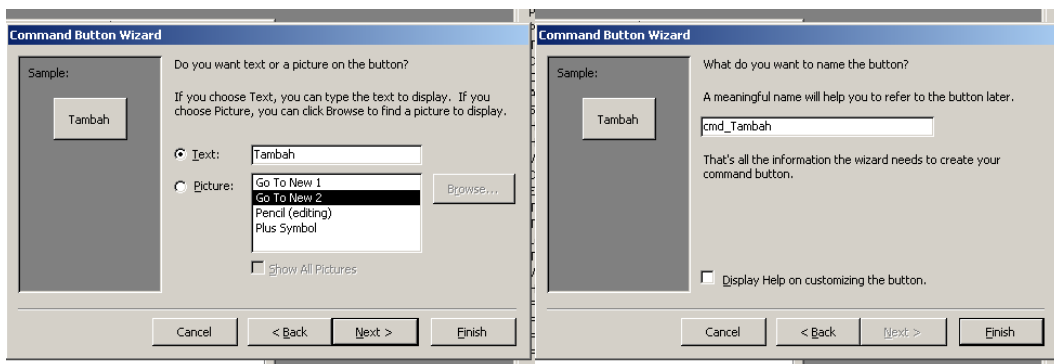 Command Button Wizard
Sample:
Tambah
Do you want text or a picture on the button?
If you choose Text, you can type the text to display.  If you
choose Picture, you can click Browse to find a picture to display.
Text:
Tambah
Picture:
Go To New 1
Go To New 2
Pencil (editing)
Plus Symbol
Browse...
Show All Pictures
Cancel
< Back
Next >
Finish
Command Button Wizard
Sample:
Tambah
What do you want to name the button?
A meaningful name will help you to refer to the button later.
cmd_Tambah
That's all the information the wizard needs to create your
command button.
Display Help on customizing the button.
Cancel
< Back
Next >
Finish